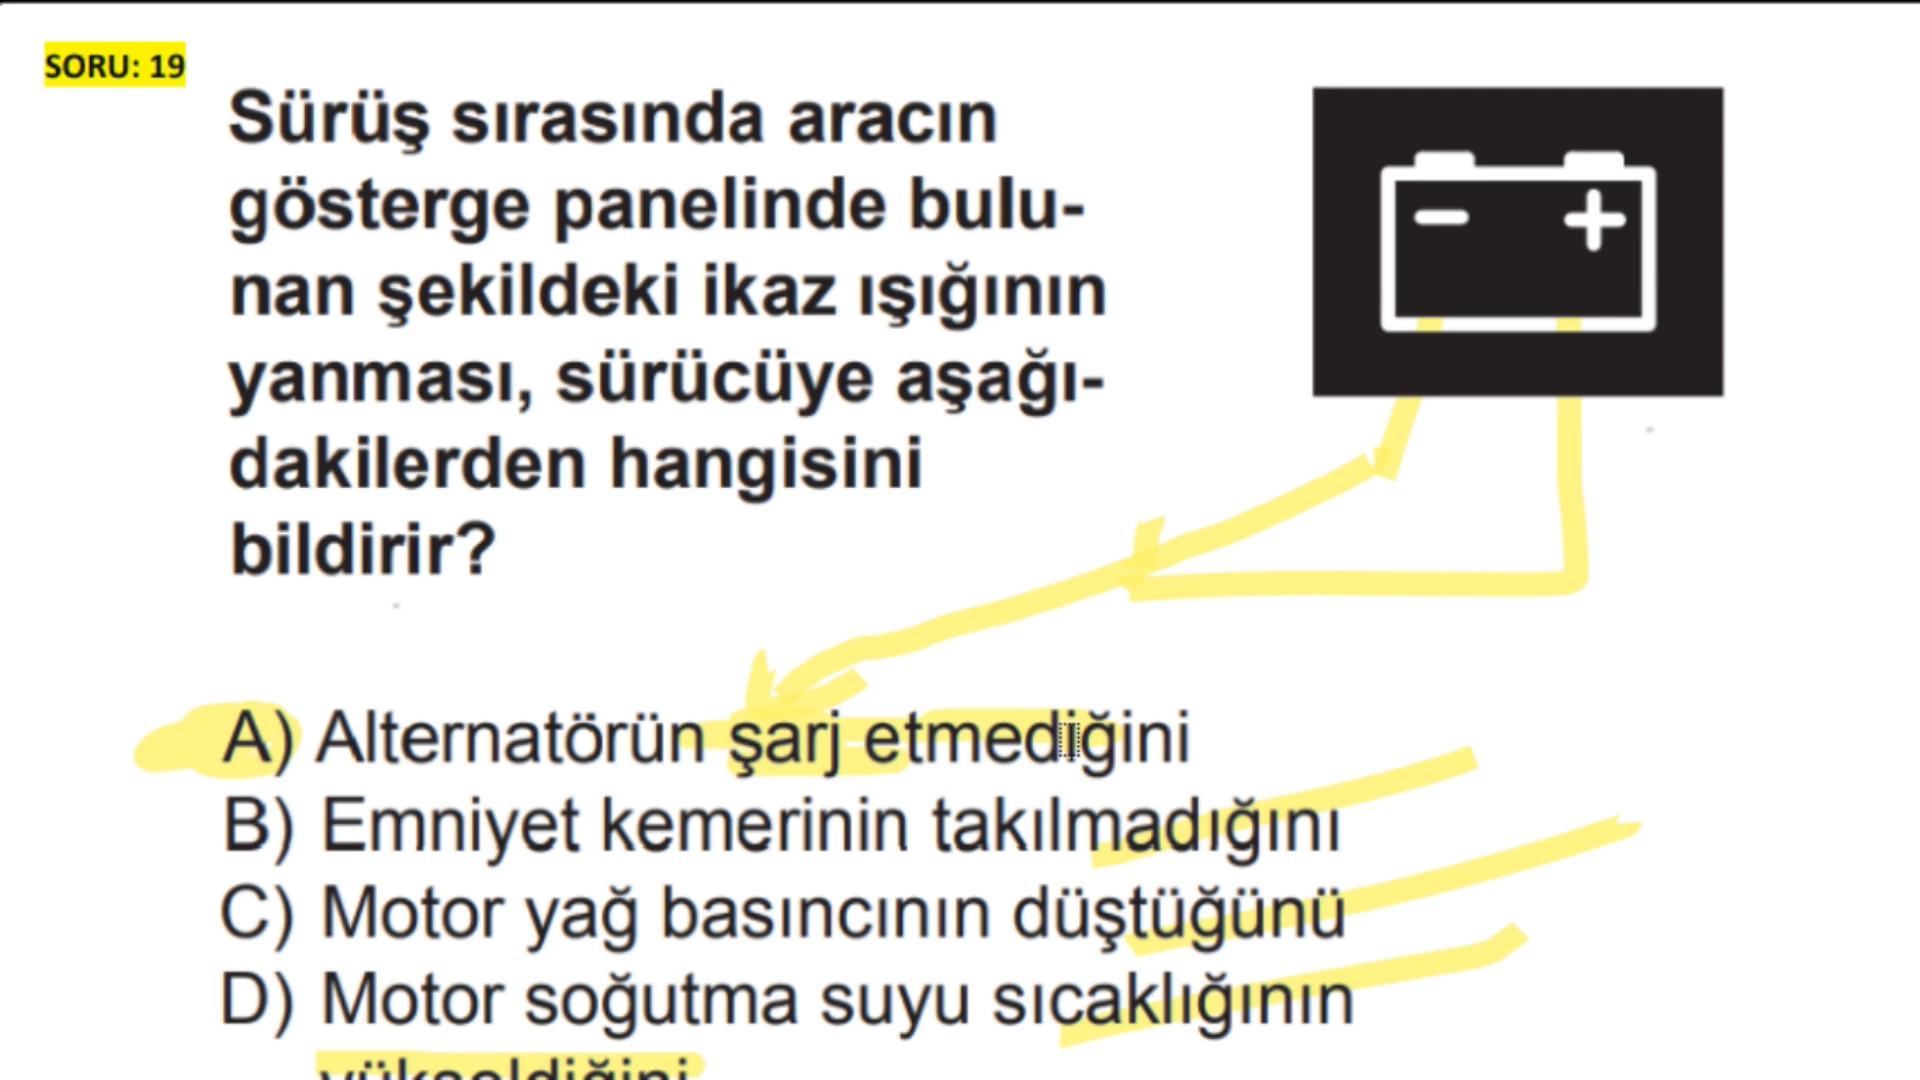 SORU: 19
Sürüş sırasında aracın
gösterge panelinde bulu-
nan şekildeki ikaz ışığının
yanması, sürücüye aşağı-
dakilerden hangisini
bildirir?
- +
A) Alternatörün şarj etmediğini
B) Emniyet kemerinin takılmadığını
C) Motor yağ basıncının düştüğünü
D) Motor soğutma suyu sıcaklığının
yükseldiğini